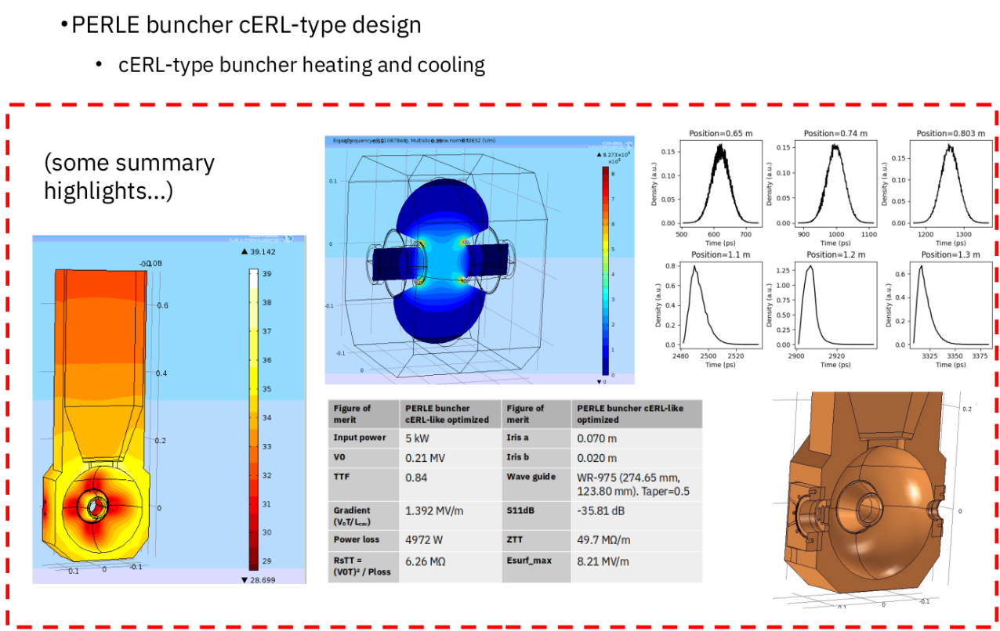 •PERLE buncher cERL-type design
• cERL-type buncher heating and cooling
(some summary
highlights...)
▲ 39.142
39
38
37
36
35
34
33
32
31
30
29
▼ 28.699
0.6
0.4
0.2
0
0.1 0 -0.1
▲ 8.273×10⁶
×10⁶
8
7
6
5
4
3
2
1
0
▼ 0
0.1
0
-0.1
-0.1
0
Position=0.65 m
Density (a.u.)
0.15
0.10
0.05
0.00
500 600 700
Time (ps)
Position=0.74 m
Density (a.u.)
0.15
0.10
0.05
0.00
900 1000 1100
Time (ps)
Position=0.803 m
Density (a.u.)
0.15
0.10
0.05
0.00
1200 1300
Time (ps)
Position=1.1 m
Density (a.u.)
0.8
0.6
0.4
0.2
0.0
2480 2500 2520
Time (ps)
Position=1.2 m
Density (a.u.)
1.25
1.00
0.75
0.50
0.25
0.00
2900 2920
Time (ps)
Position=1.3 m
Density (a.u.)
0.6
0.4
0.2
0.0
3325 3350 3375
Time (ps)
Figure of merit PERLE buncher cERL-like optimized Figure of merit PERLE buncher cERL-like optimized
Input power 5 kW Iris a 0.070 m
V0 0.21 MV Iris b 0.020 m
TTF 0.84 Wave guide WR-975 (274.65 mm, 123.80 mm). Taper=0.5
Gradient (V₀T/Lcav) 1.392 MV/m S11dB -35.81 dB
Power loss 4972 W ZTT 49.7 MΩ/m
RsTT = (V0T)² / Ploss 6.26 MΩ Esurf_max 8.21 MV/m
0.2
0
0 -0.1